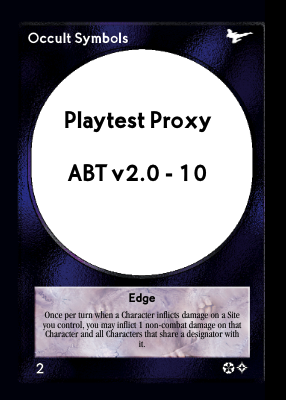 Occult Symbols
Playtest Proxy
ABT v2.0 - 10
Edge
Once per turn when a Character inflicts damage on a Site
you control, you may inflict 1 non-combat damage on that
Character and all Characters that share a designator with
it.
2